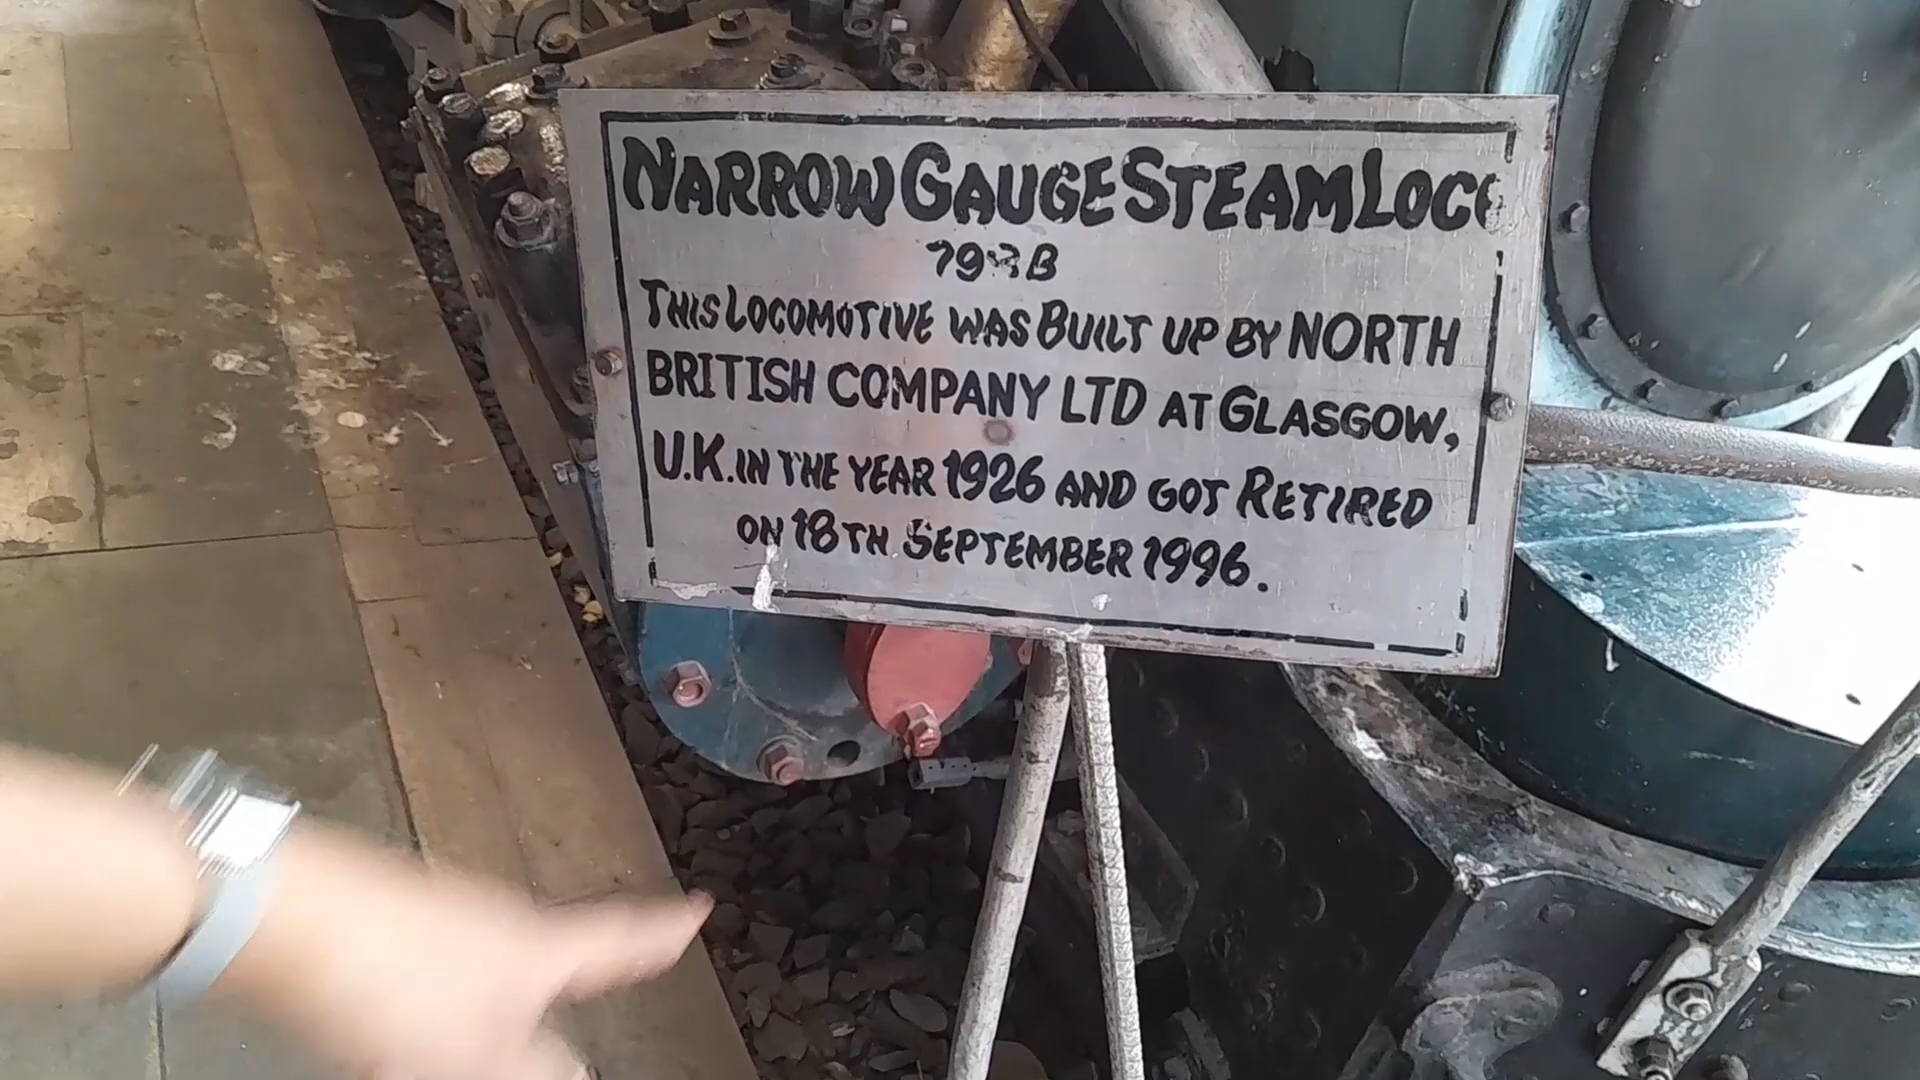 NARROW GAUGE STEAM LOCO
798 B
THIS LOCOMOTIVE WAS BUILT UP BY NORTH
BRITISH COMPANY LTD AT GLASGOW,
U.K. IN THE YEAR 1926 AND GOT RETIRED
ON 18TH SEPTEMBER 1996.